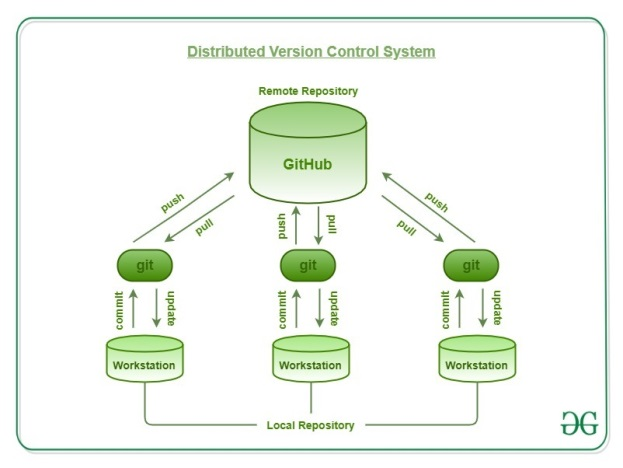 Distributed Version Control System
Remote Repository
GitHub
push
pull
push
pull
push
pull
git
git
git
commit
update
commit
update
commit
update
Workstation
Workstation
Workstation
Local Repository